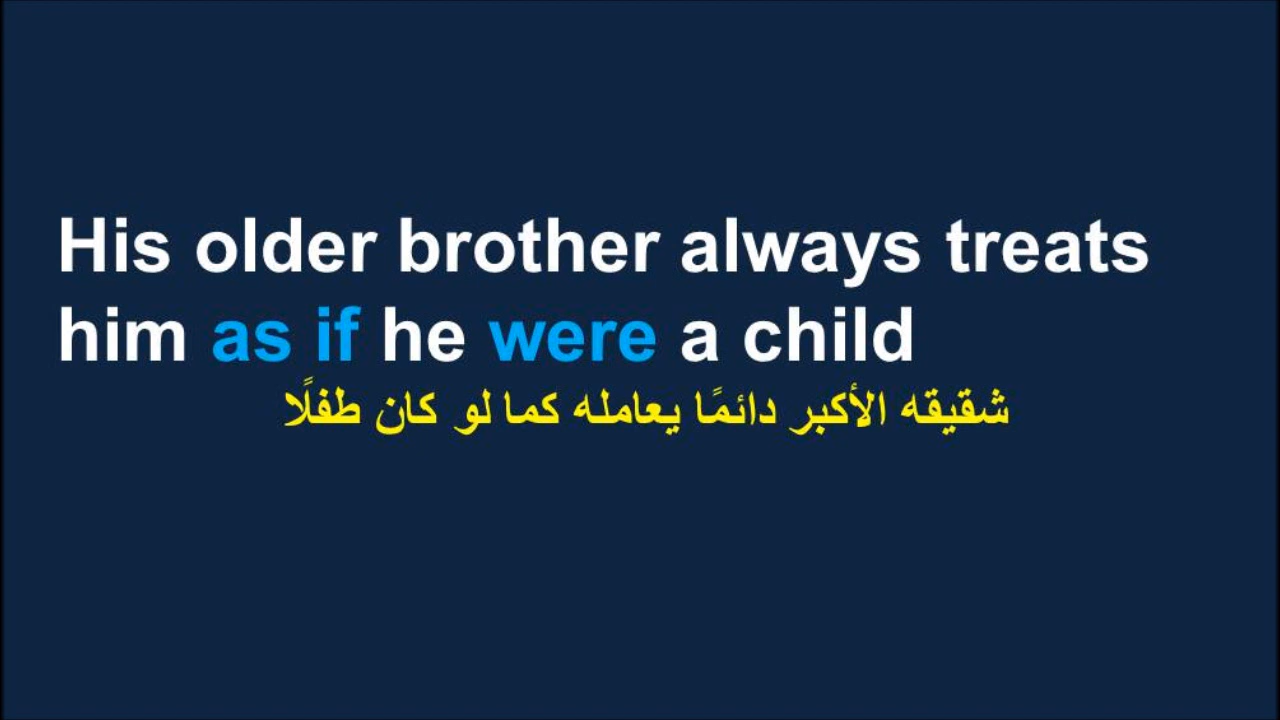 His older brother always treats
him as if he were a child
شقيقه الأكبر دائمًا يعامله كما لو كان طفلًا